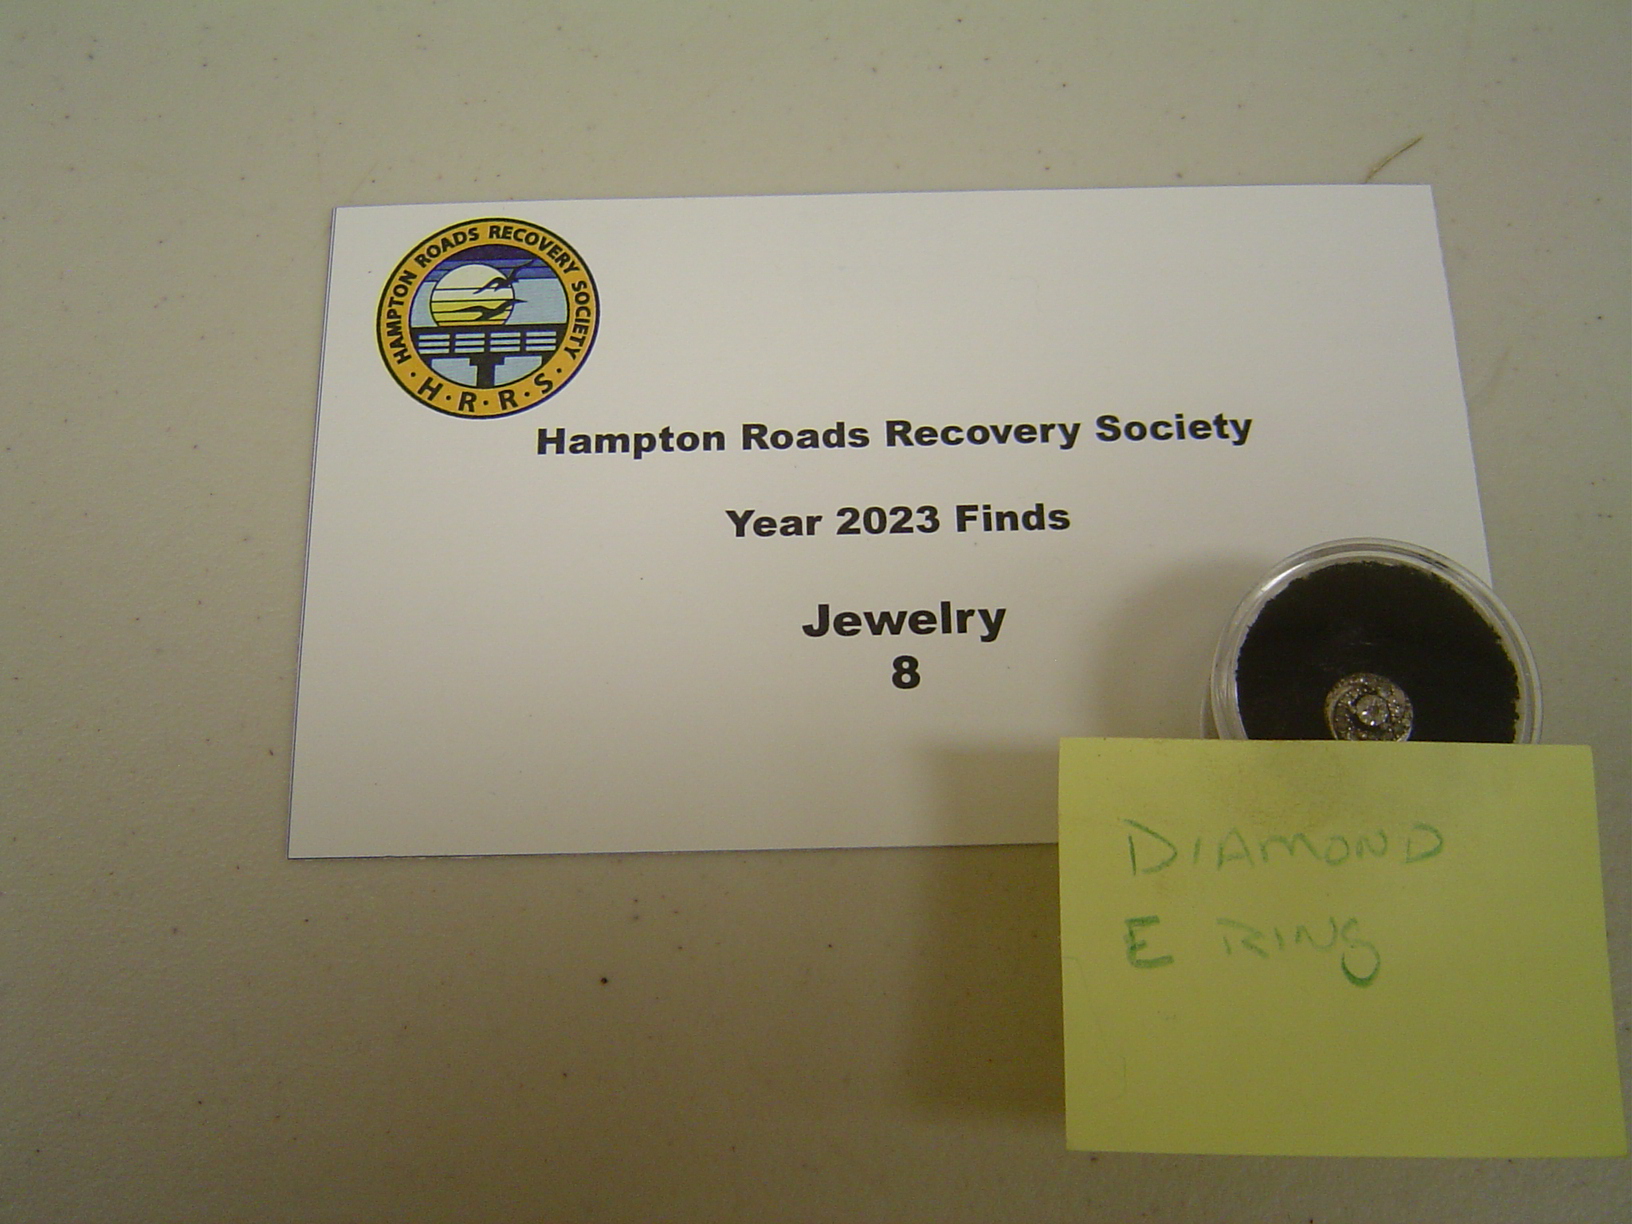 HAMPTON ROADS RECOVERY SOCIETY
· H · R · R · S ·
Hampton Roads Recovery Society
Year 2023 Finds
Jewelry
8
DIAMOND
E RING